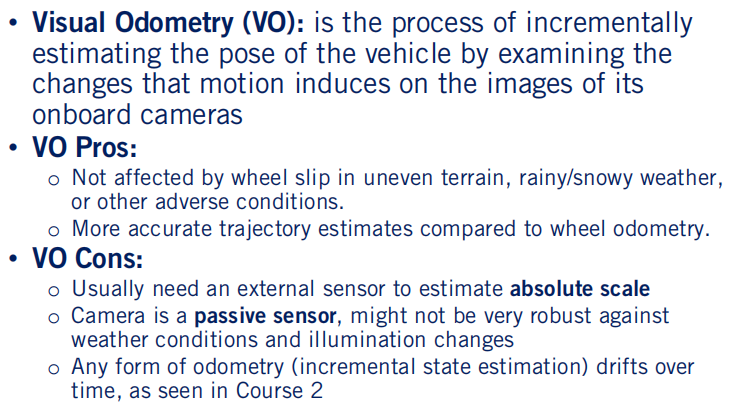 • Visual Odometry (VO): is the process of incrementally
estimating the pose of the vehicle by examining the
changes that motion induces on the images of its
onboard cameras
• VO Pros:
o Not affected by wheel slip in uneven terrain, rainy/snowy weather,
or other adverse conditions.
o More accurate trajectory estimates compared to wheel odometry.
• VO Cons:
o Usually need an external sensor to estimate absolute scale
o Camera is a passive sensor, might not be very robust against
weather conditions and illumination changes
o Any form of odometry (incremental state estimation) drifts over
time, as seen in Course 2